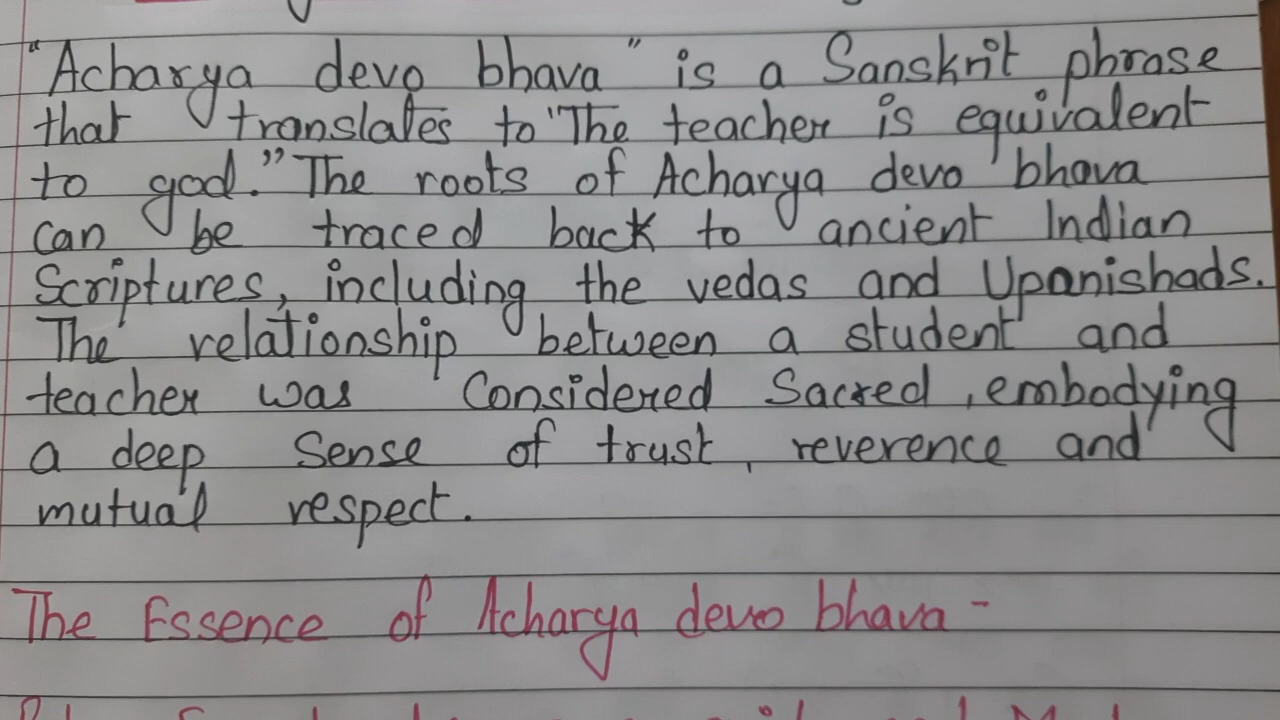 "Acharya devo bhava" is a Sanskrit phrase
that translates to "The teacher is equivalent
to god." The roots of Acharya devo bhava
can be traced back to ancient Indian
Scriptures, including the vedas and Upanishads.
The relationship between a student and
teacher was Considered Sacred, embodying
a deep Sense of trust, reverence and
mutual respect.
The Essence of Acharya devo bhava -